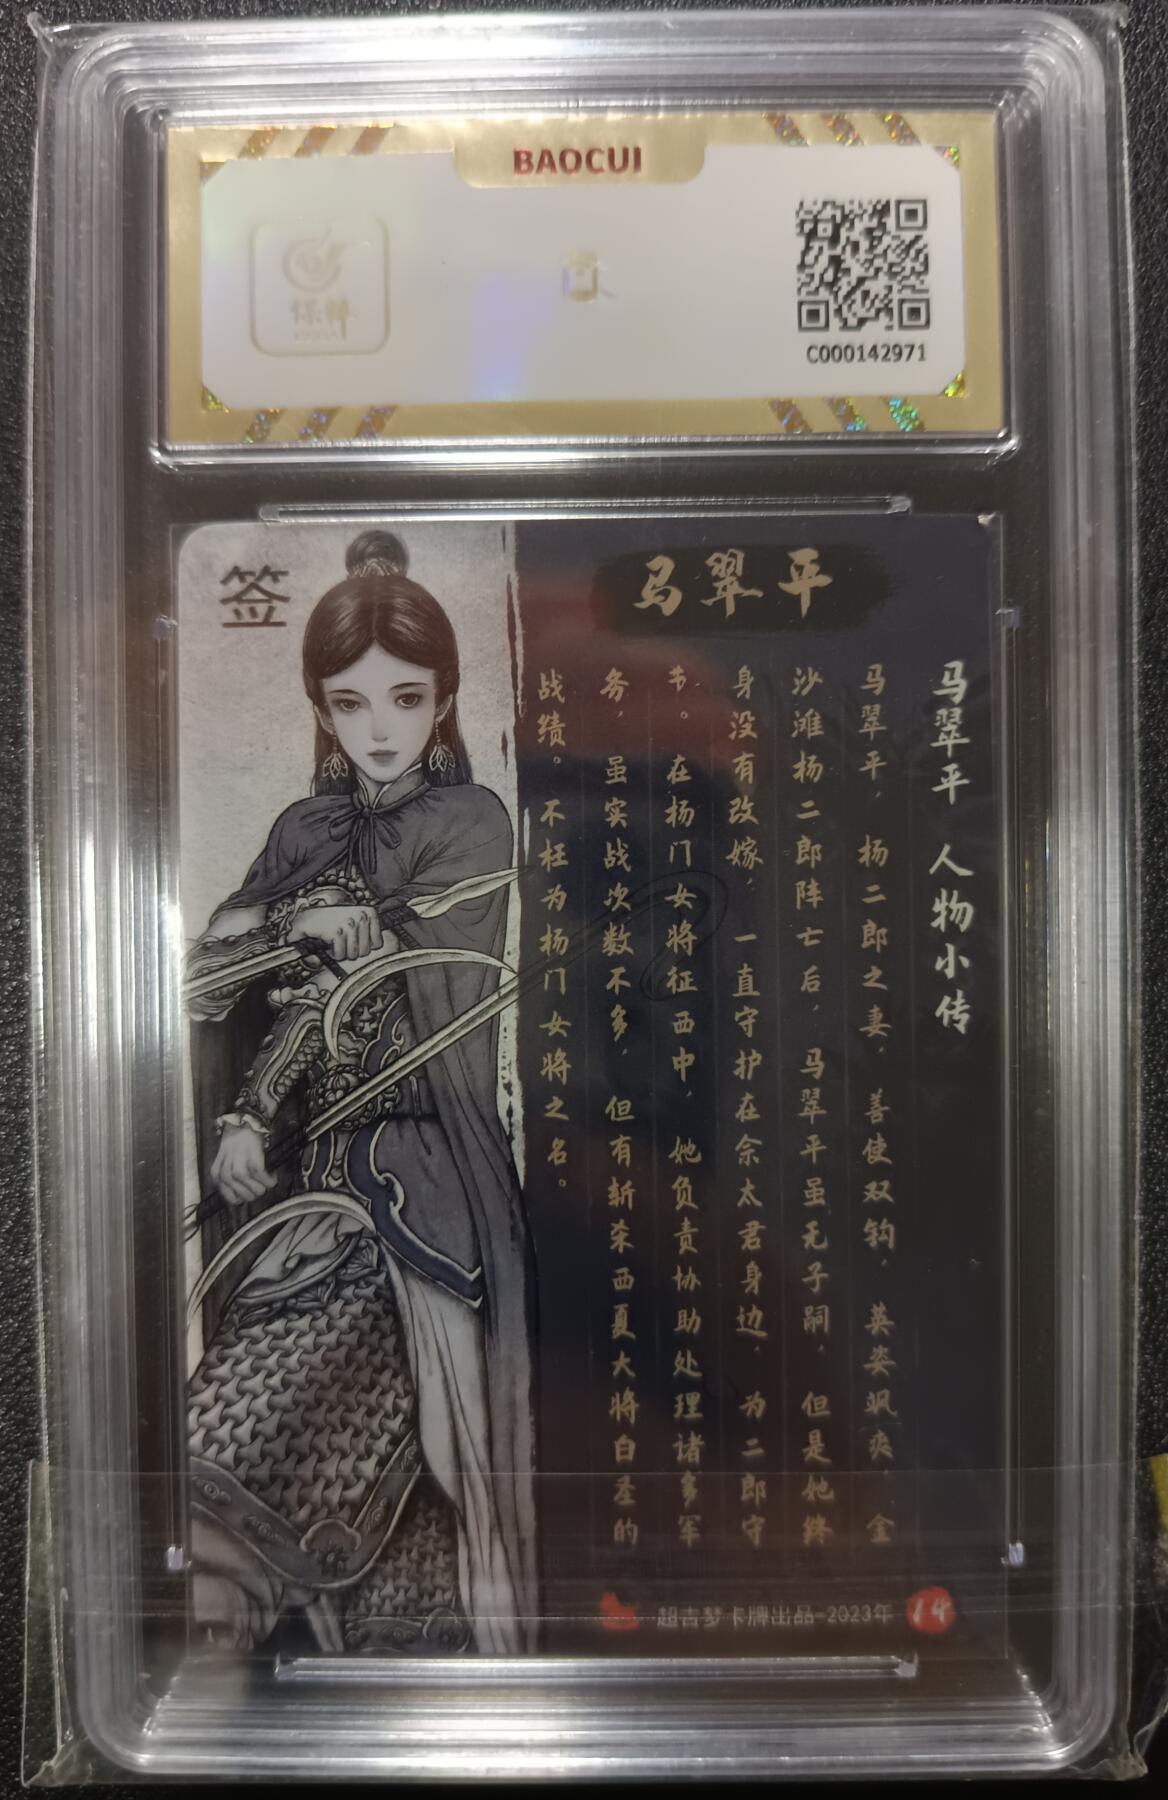 BAOCUI
保粹
C000142971
签
马翠平
马翠平 人物小传
马翠平，杨二郎之妻，善使双钩，英姿飒爽，金
沙滩杨二郎阵亡后，马翠平虽无子嗣，但是她终
身没有改嫁，一直守护在佘太君身边，为二郎守
节。在杨门女将征西中，她负责协助处理诸多军
务，虽实战次数不多，但有斩杀西夏大将白圣的
战绩。不枉为杨门女将之名。
超吉梦卡牌出品-2023年
14